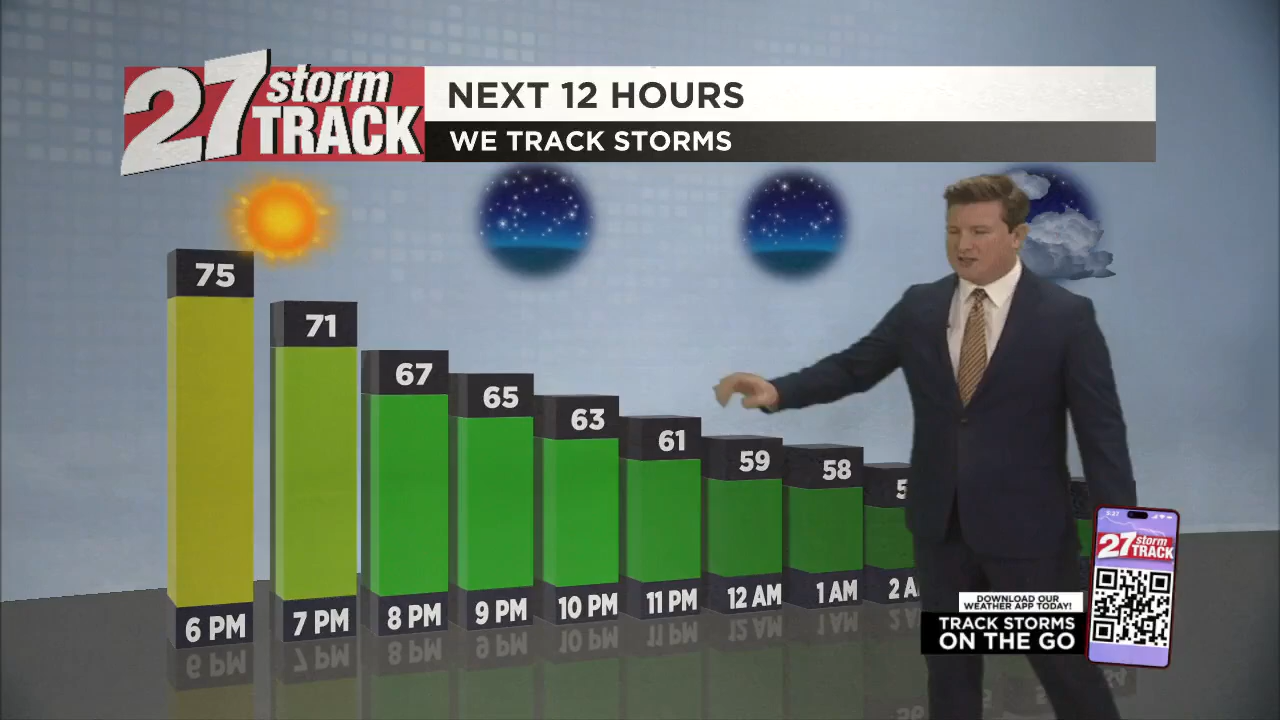 27 storm TRACK
NEXT 12 HOURS
WE TRACK STORMS
75
71
67
65
63
61
59
58
6 PM
7 PM
8 PM
9 PM
10 PM
11 PM
12 AM
1 AM
5:27
27 storm TRACK
DOWNLOAD OUR
WEATHER APP TODAY!
TRACK STORMS
ON THE GO